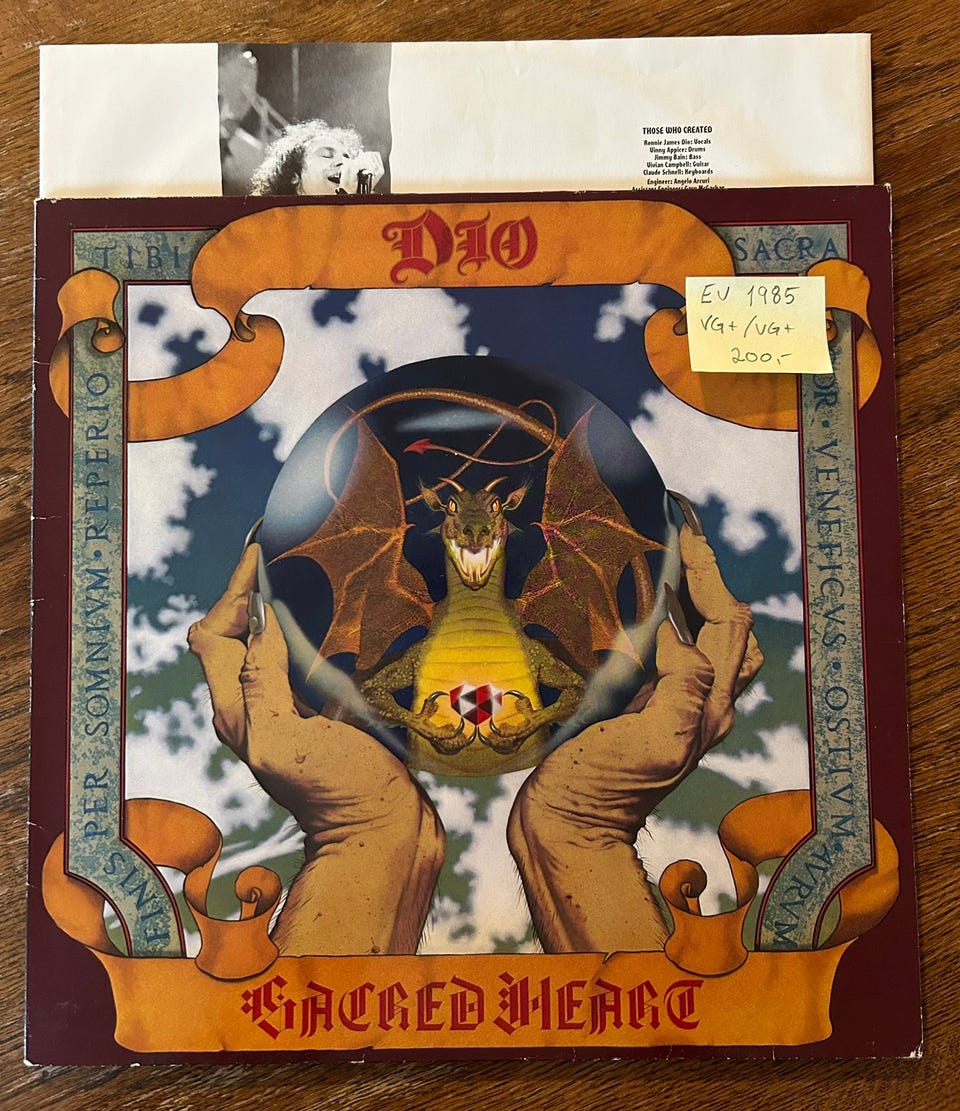 THOSE WHO CREATED
Ronnie James Dio: Vocals
Vinny Appice: Drums
Jimmy Bain: Bass
Vivian Campbell: Guitar
Claude Schnell: Keyboards
Engineer: Angelo Arcuri
DIO
TIBI
SACRA
EU 1985
VG+/VG+
200,-
FINIS PER SOMNIVM · REPERIO
OR · VENEFICVS · OSTIVM · AVRVM
SACRED HEART